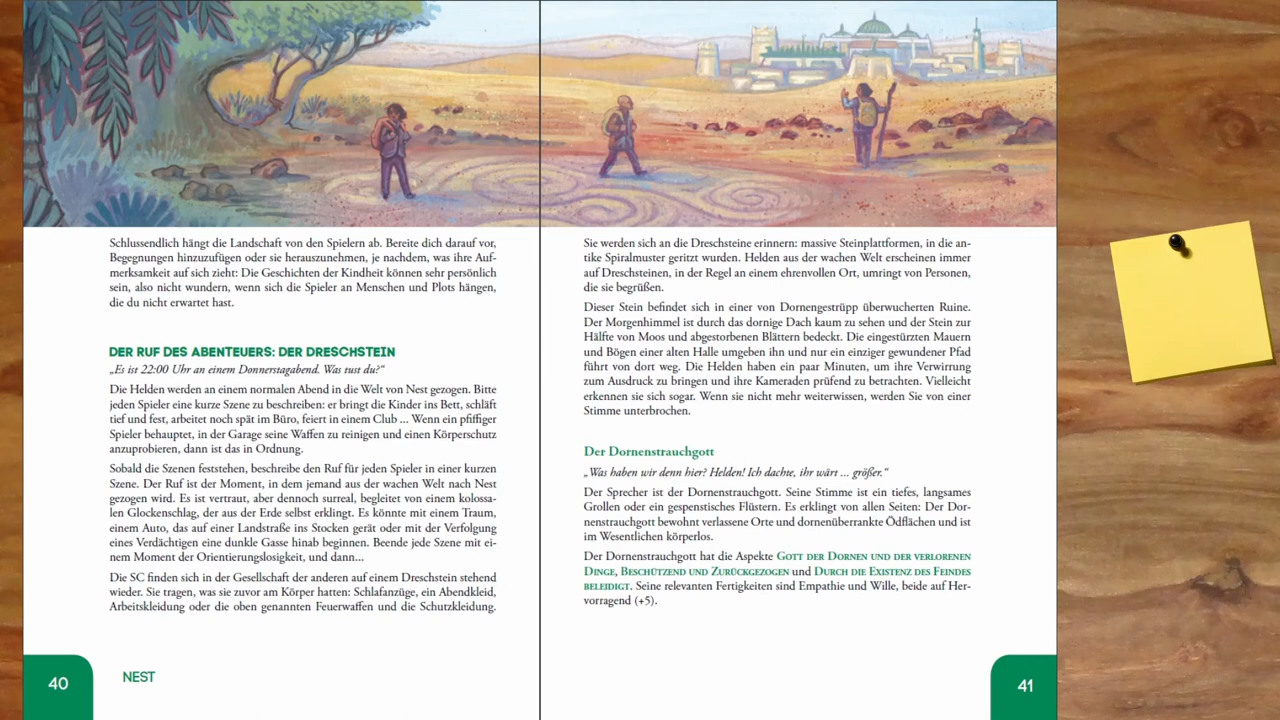 Schlussendlich hängt die Landschaft von den Spielern ab. Bereite dich darauf vor,
Begegnungen hinzuzufügen oder sie herauszunehmen, je nachdem, was ihre Auf-
merksamkeit auf sich zieht: Die Geschichten der Kindheit können sehr persönlich
sein, also nicht wundern, wenn sich die Spieler an Menschen und Plots hängen,
die du nicht erwartet hast.
DER RUF DES ABENTEUERS: DER DRESCHSTEIN
„Es ist 22:00 Uhr an einem Donnerstagabend. Was tust du?“
Die Helden werden an einem normalen Abend in die Welt von Nest gezogen. Bitte
jeden Spieler eine kurze Szene zu beschreiben: er bringt die Kinder ins Bett, schläft
tief und fest, arbeitet noch spät im Büro, feiert in einem Club ... Wenn ein pfiffiger
Spieler behauptet, in der Garage seine Waffen zu reinigen und einen Körperschutz
anzuprobieren, dann ist das in Ordnung.
Sobald die Szenen feststehen, beschreibe den Ruf für jeden Spieler in einer kurzen
Szene. Der Ruf ist der Moment, in dem jemand aus der wachen Welt nach Nest
gezogen wird. Es ist vertraut, aber dennoch surreal, begleitet von einem kolossa-
len Glockenschlag, der aus der Erde selbst erklingt. Es könnte mit einem Traum,
einem Auto, das auf einer Landstraße ins Stocken gerät oder mit der Verfolgung
eines Verdächtigen eine dunkle Gasse hinab beginnen. Beende jede Szene mit ei-
nem Moment der Orientierungslosigkeit, und dann...
Die SC finden sich in der Gesellschaft der anderen auf einem Dreschstein stehend
wieder. Sie tragen, was sie zuvor am Körper hatten: Schlafanzüge, ein Abendkleid,
Arbeitskleidung oder die oben genannten Feuerwaffen und die Schutzkleidung.
40
NEST
Sie werden sich an die Dreschsteine erinnern: massive Steinplattformen, in die an-
tike Spiralmuster geritzt wurden. Helden aus der wachen Welt erscheinen immer
auf Dreschsteinen, in der Regel an einem ehrenvollen Ort, umringt von Personen,
die sie begrüßen.
Dieser Stein befindet sich in einer von Dornengestrüpp überwucherten Ruine.
Der Morgenhimmel ist durch das dornige Dach kaum zu sehen und der Stein zur
Hälfte von Moos und abgestorbenen Blättern bedeckt. Die eingestürzten Mauern
und Bögen einer alten Halle umgeben ihn und nur ein einziger gewundener Pfad
führt von dort weg. Die Helden haben ein paar Minuten, um ihre Verwirrung
zum Ausdruck zu bringen und ihre Kameraden prüfend zu betrachten. Vielleicht
erkennen sie sich sogar. Wenn sie nicht mehr weiterwissen, werden Sie von einer
Stimme unterbrochen.
Der Dornenstrauchgott
„Was haben wir denn hier? Helden! Ich dachte, ihr wärt ... größer.“
Der Sprecher ist der Dornenstrauchgott. Seine Stimme ist ein tiefes, langsames
Grollen oder ein gespenstisches Flüstern. Es erklingt von allen Seiten: Der Dor-
nenstrauchgott bewohnt verlassene Orte und dornenüberrankte Ödflächen und ist
im Wesentlichen körperlos.
Der Dornenstrauchgott hat die Aspekte Gott der Dornen und der verlorenen
Dinge, Beschützend und Zurückgezogen und Durch die Existenz des Feindes
beleidigt. Seine relevanten Fertigkeiten sind Empathie und Wille, beide auf Her-
vorragend (+5).
41